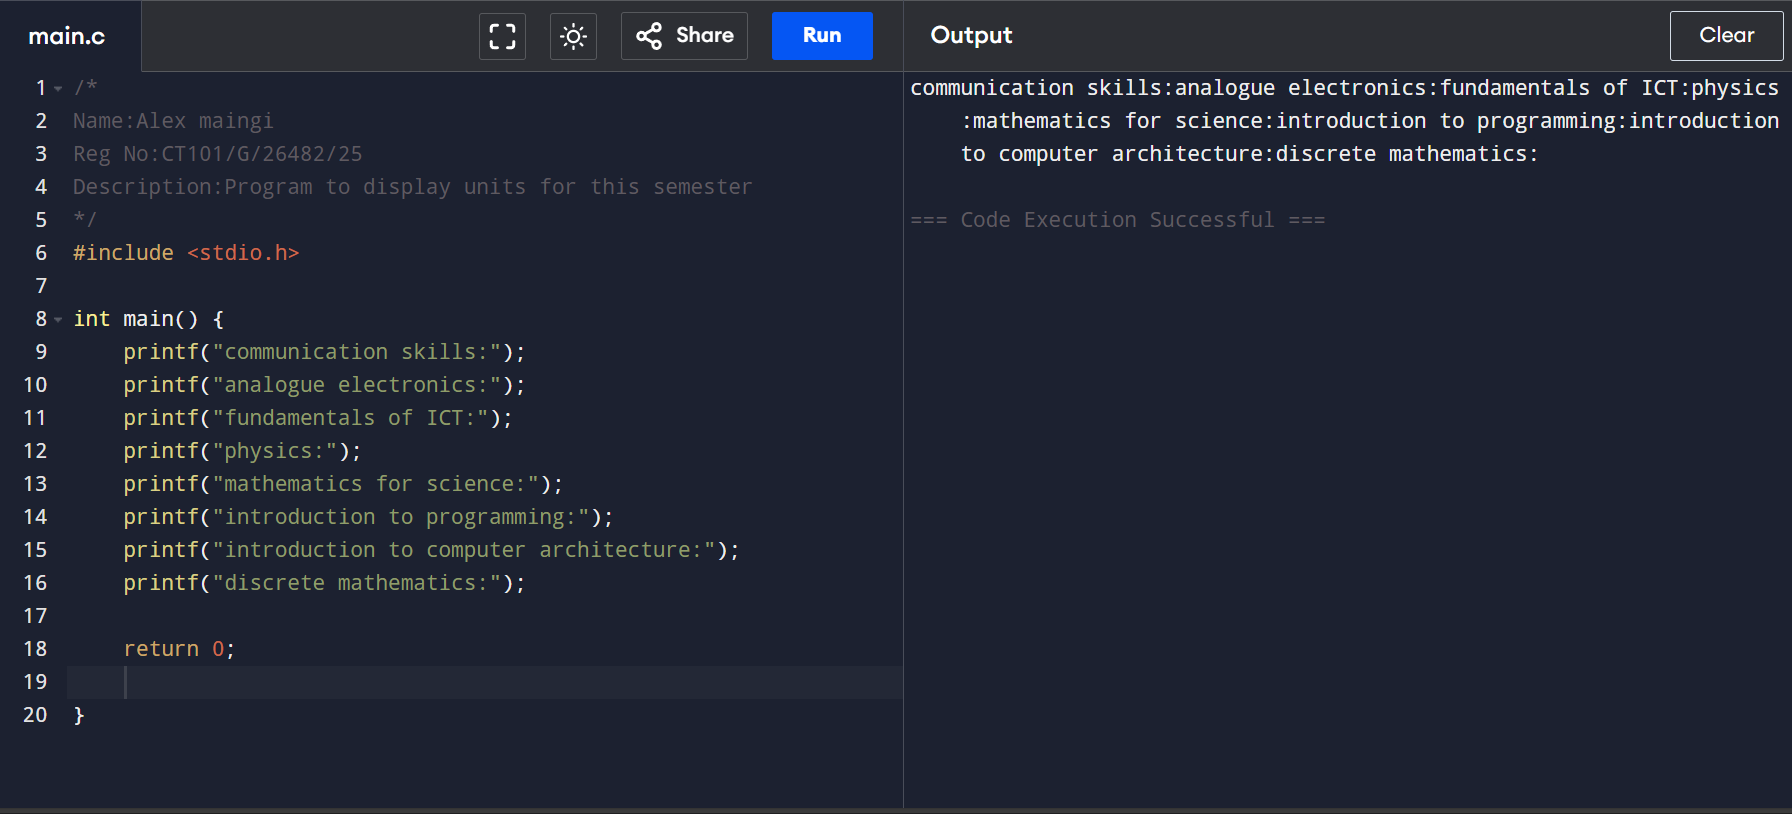 main.c
Share
Run
Output
Clear
1 /*
2 Name:Alex maingi
3 Reg No:CT101/G/26482/25
4 Description:Program to display units for this semester
5 */
6 #include <stdio.h>
7
8 int main() {
9     printf("communication skills:");
10     printf("analogue electronics:");
11     printf("fundamentals of ICT:");
12     printf("physics:");
13     printf("mathematics for science:");
14     printf("introduction to programming:");
15     printf("introduction to computer architecture:");
16     printf("discrete mathematics:");
17
18     return 0;
19
20 }
communication skills:analogue electronics:fundamentals of ICT:physics
:mathematics for science:introduction to programming:introduction
to computer architecture:discrete mathematics:
=== Code Execution Successful ===